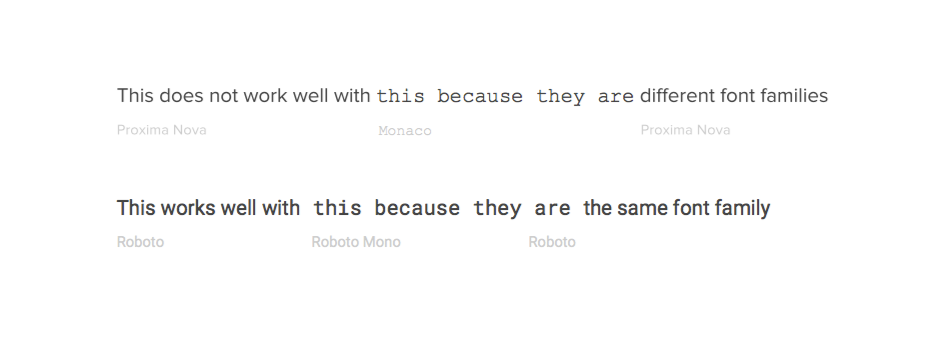 This does not work well with this because they are different font families
Proxima Nova Monaco Proxima Nova
This works well with this because they are the same font family
Roboto Roboto Mono Roboto